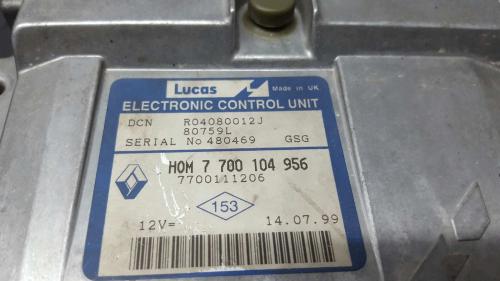 Lucas Made in UK
ELECTRONIC CONTROL UNIT
DCN R04080012J
80759L
SERIAL No 480469 GSG
HOM 7 700 104 956
7700111206
153
12V= 14.07.99